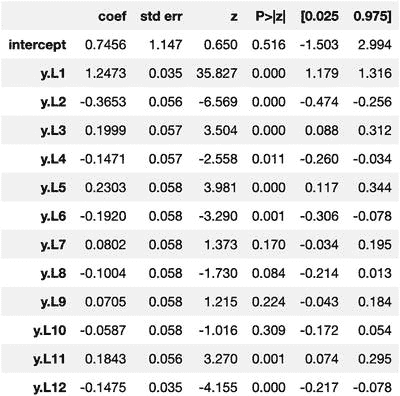 coef std err z P>|z| [0.025 0.975]
intercept 0.7456 1.147 0.650 0.516 -1.503 2.994
y.L1 1.2473 0.035 35.827 0.000 1.179 1.316
y.L2 -0.3653 0.056 -6.569 0.000 -0.474 -0.256
y.L3 0.1999 0.057 3.504 0.000 0.088 0.312
y.L4 -0.1471 0.057 -2.558 0.011 -0.260 -0.034
y.L5 0.2303 0.058 3.981 0.000 0.117 0.344
y.L6 -0.1920 0.058 -3.290 0.001 -0.306 -0.078
y.L7 0.0802 0.058 1.373 0.170 -0.034 0.195
y.L8 -0.1004 0.058 -1.730 0.084 -0.214 0.013
y.L9 0.0705 0.058 1.215 0.224 -0.043 0.184
y.L10 -0.0587 0.058 -1.016 0.309 -0.172 0.054
y.L11 0.1843 0.056 3.270 0.001 0.074 0.295
y.L12 -0.1475 0.035 -4.155 0.000 -0.217 -0.078